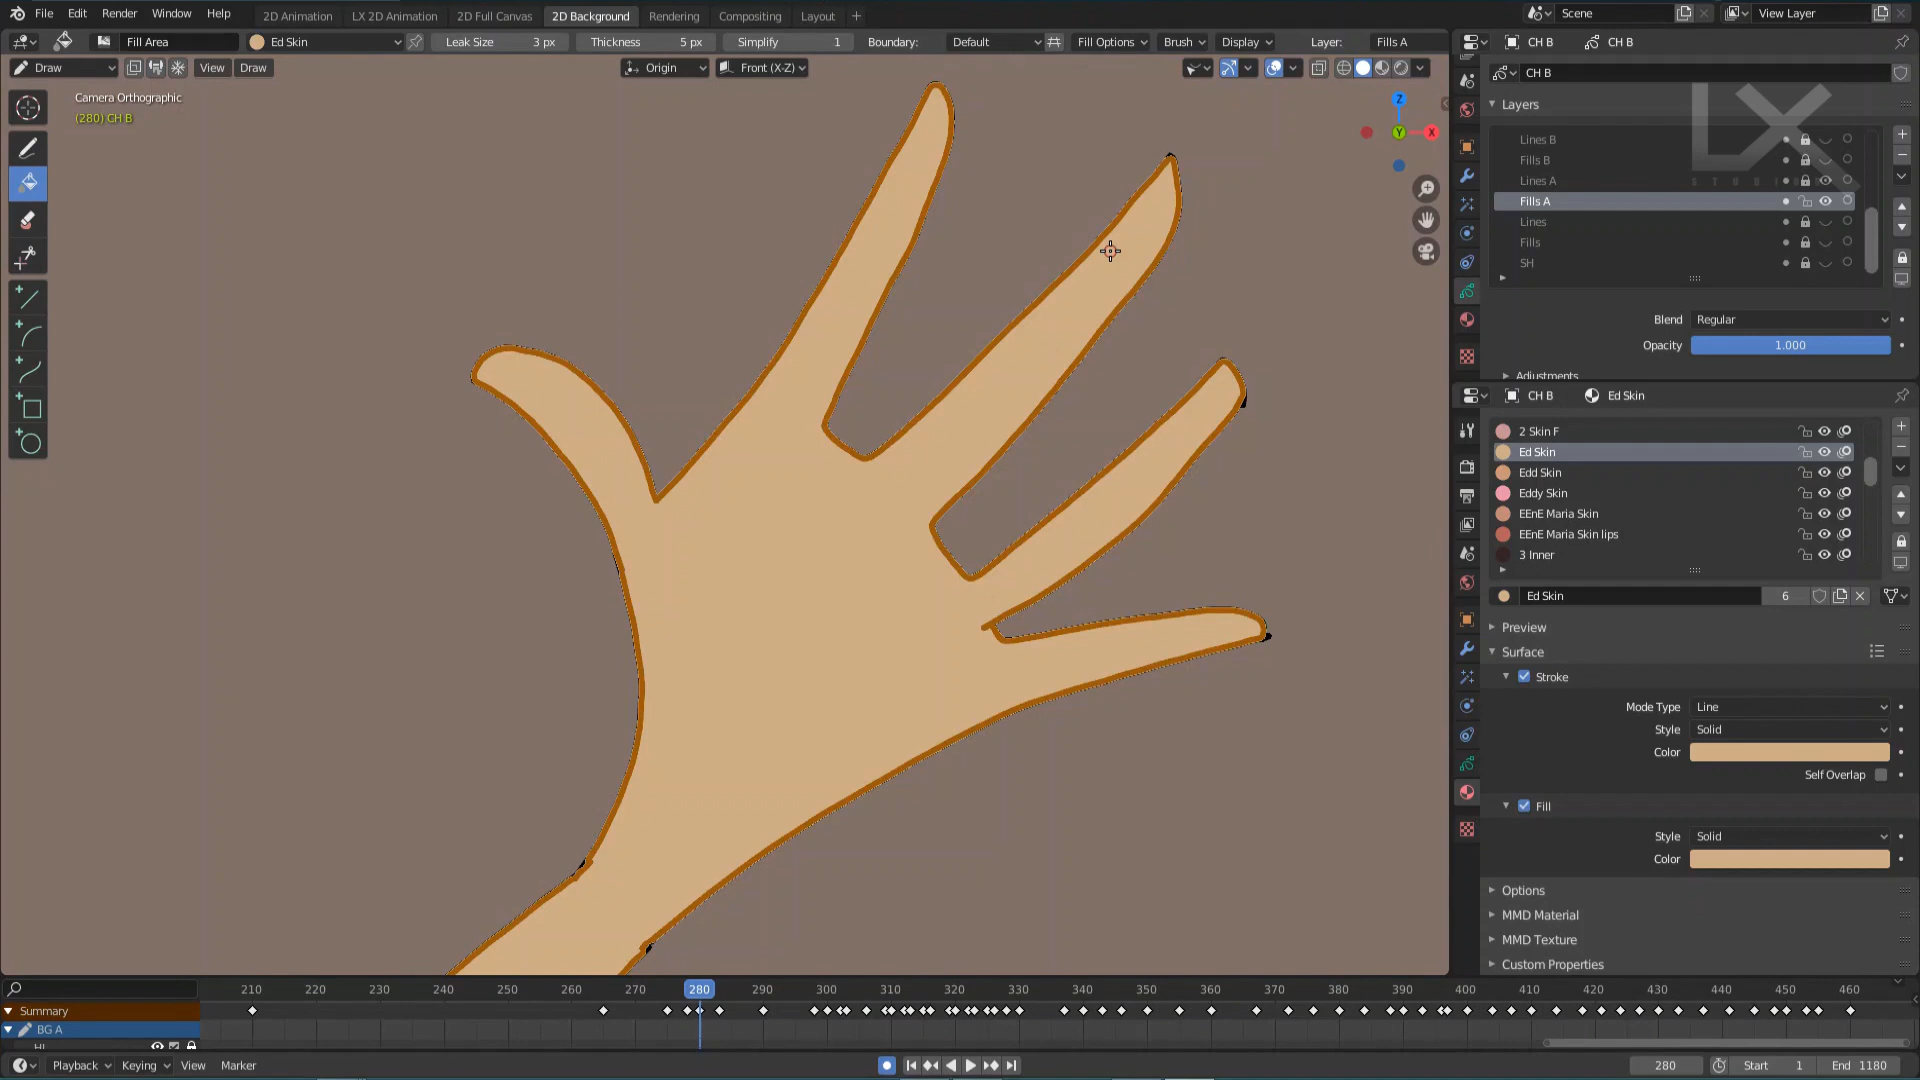 File Edit Render Window Help 2D Animation LX 2D Animation 2D Full Canvas 2D Background Rendering Compositing Layout + Scene View Layer
Fill Area Ed Skin Leak Size 3 px Thickness 5 px Simplify 1 Boundary: Default Fill Options Brush Display Layer: Fills A CH B CH B
Draw View Draw Origin Front (X-Z) CH B
Camera Orthographic
(280) CH B
Z
Y
X
Layers
LX
Lines B
Fills B
Lines A
Fills A
Lines
Fills
SH
Blend Regular
Opacity 1.000
Adjustments
CH B Ed Skin
2 Skin F
Ed Skin
Edd Skin
Eddy Skin
EEnE Maria Skin
EEnE Maria Skin lips
3 Inner
Ed Skin 6
Preview
Surface
Stroke
Mode Type Line
Style Solid
Color
Self Overlap
Fill
Style Solid
Color
Options
MMD Material
MMD Texture
Custom Properties
210 220 230 240 250 260 270 280 290 300 310 320 330 340 350 360 370 380 390 400 410 420 430 440 450 460
Summary
BG A
HI
Playback Keying View Marker 280 Start 1 End 1180